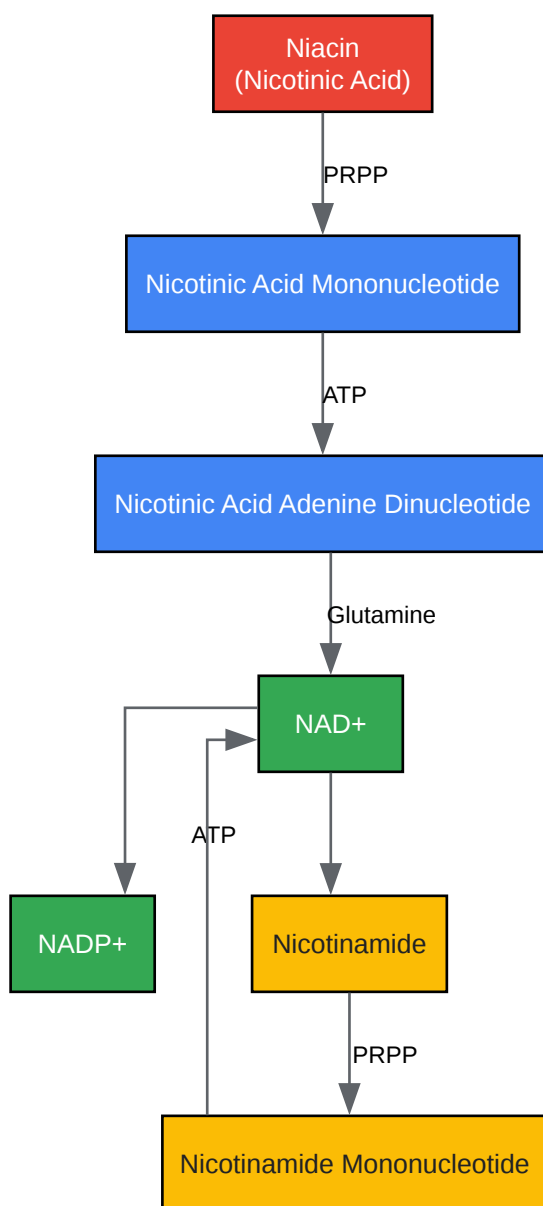 Niacin
(Nicotinic Acid)
PRPP
Nicotinic Acid Mononucleotide
ATP
Nicotinic Acid Adenine Dinucleotide
Glutamine
NAD+
ATP
NADP+
Nicotinamide
PRPP
Nicotinamide Mononucleotide